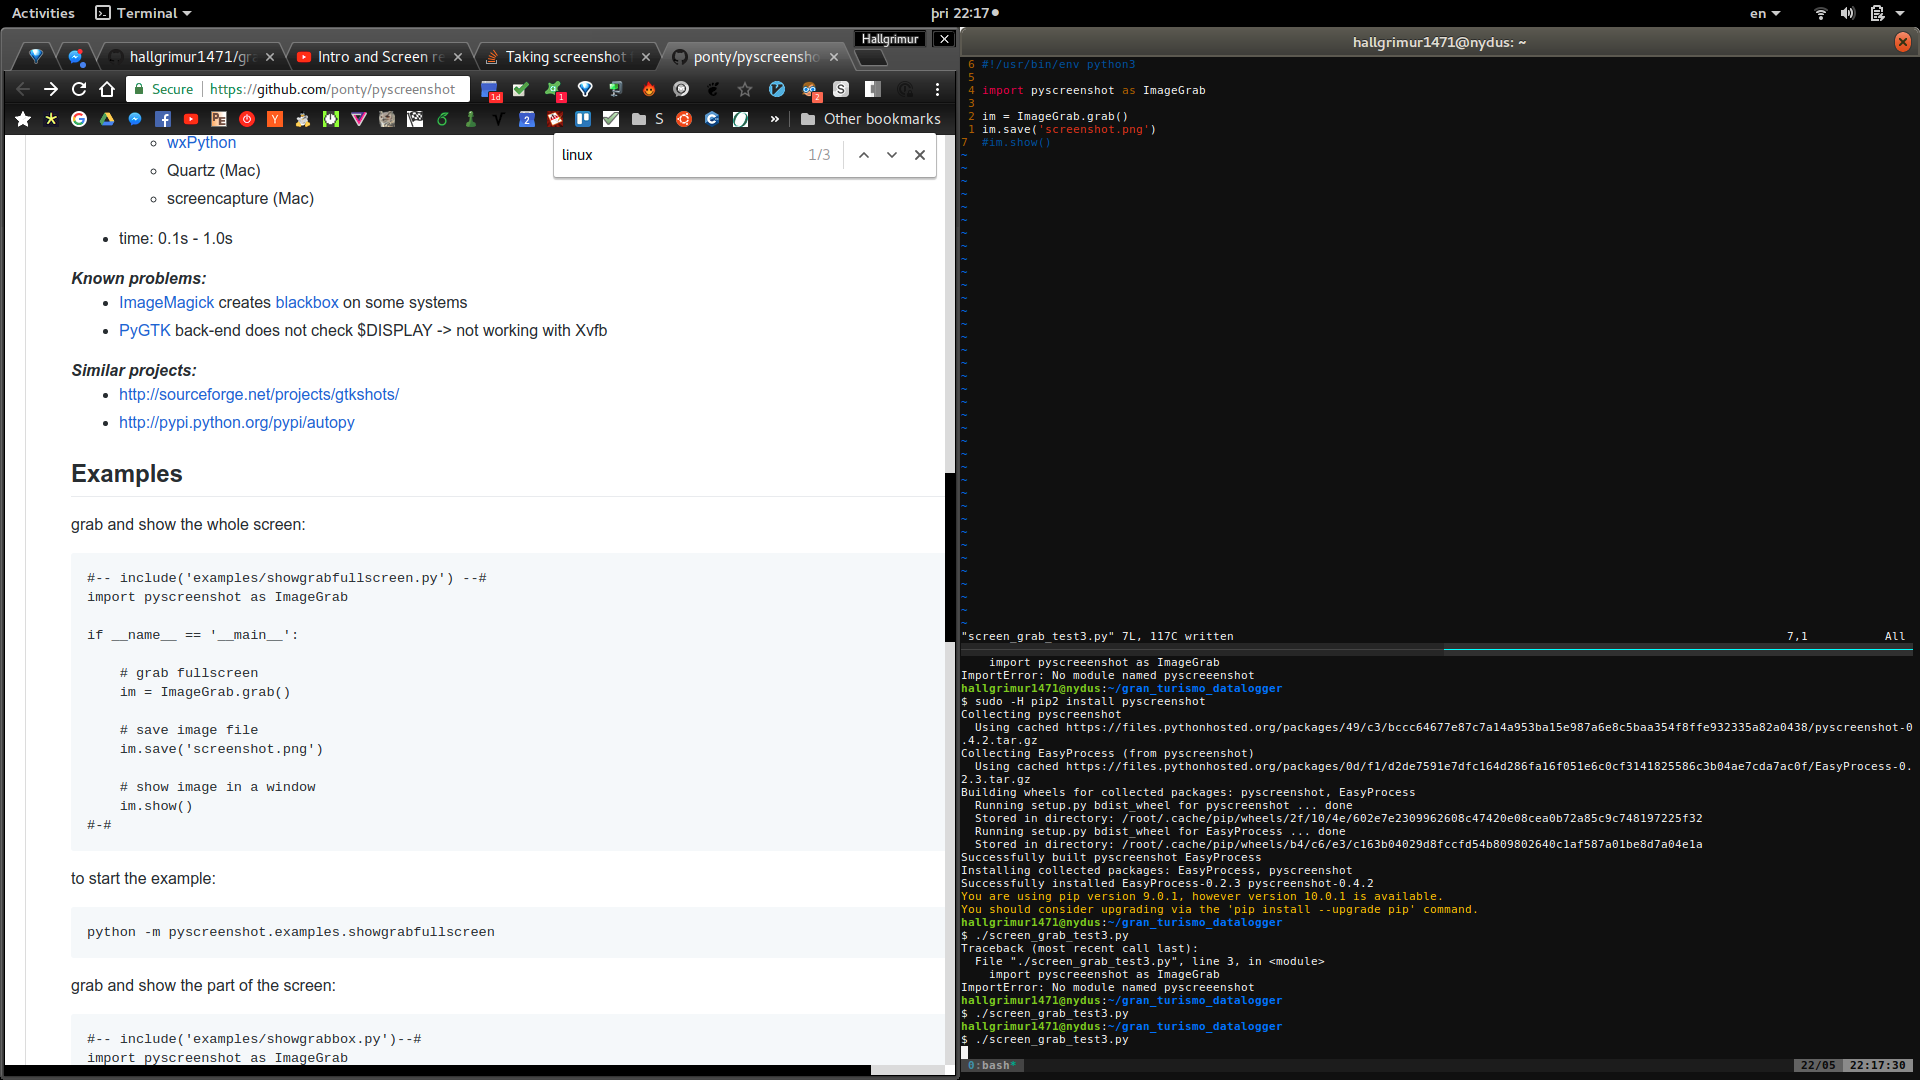 Activities
Terminal
þri 22:17
en
hallgrimur1471/gra
Intro and Screen re
Taking screenshot
ponty/pyscreensho
Hallgrimur
Secure
https://github.com/ponty/pyscreenshot
Other bookmarks
linux
1/3
wxPython
Quartz (Mac)
screencapture (Mac)
time: 0.1s - 1.0s
Known problems:
ImageMagick creates blackbox on some systems
PyGTK back-end does not check $DISPLAY -> not working with Xvfb
Similar projects:
http://sourceforge.net/projects/gtkshots/
http://pypi.python.org/pypi/autopy
Examples
grab and show the whole screen:
#-- include('examples/showgrabfullscreen.py') --#
import pyscreenshot as ImageGrab
if __name__ == '__main__':
# grab fullscreen
im = ImageGrab.grab()
# save image file
im.save('screenshot.png')
# show image in a window
im.show()
#-#
to start the example:
python -m pyscreenshot.examples.showgrabfullscreen
grab and show the part of the screen:
#-- include('examples/showgrabbox.py')--#
import pyscreenshot as ImageGrab
hallgrimur1471@nydus: ~
6 #!/usr/bin/env python3
5
4 import pyscreenshot as ImageGrab
3
2 im = ImageGrab.grab()
1 im.save('screenshot.png')
7 #im.show()
"screen_grab_test3.py" 7L, 117C written 7,1 All
import pyscreeenshot as ImageGrab
ImportError: No module named pyscreeenshot
hallgrimur1471@nydus:~/gran_turismo_datalogger
$ sudo -H pip2 install pyscreenshot
Collecting pyscreenshot
Using cached https://files.pythonhosted.org/packages/49/c3/bccc64677e87c7a14a953ba15e987a6e8c5baa354f8ffe932335a82a0438/pyscreenshot-0
.4.2.tar.gz
Collecting EasyProcess (from pyscreenshot)
Using cached https://files.pythonhosted.org/packages/0d/f1/d2de7591e7dfc164d286fa16f051e6c0cf3141825586c3b04ae7cda7ac0f/EasyProcess-0.
2.3.tar.gz
Building wheels for collected packages: pyscreenshot, EasyProcess
Running setup.py bdist_wheel for pyscreenshot ... done
Stored in directory: /root/.cache/pip/wheels/2f/10/4e/602e7e2309962608c47420e08cea0b72a85c9c748197225f32
Running setup.py bdist_wheel for EasyProcess ... done
Stored in directory: /root/.cache/pip/wheels/b4/c6/e3/c163b04029d8fccfd54b809802640c1af587a01be8d7a04e1a
Successfully built pyscreenshot EasyProcess
Installing collected packages: EasyProcess, pyscreenshot
Successfully installed EasyProcess-0.2.3 pyscreenshot-0.4.2
You are using pip version 9.0.1, however version 10.0.1 is available.
You should consider upgrading via the 'pip install --upgrade pip' command.
hallgrimur1471@nydus:~/gran_turismo_datalogger
$ ./screen_grab_test3.py
Traceback (most recent call last):
File "./screen_grab_test3.py", line 3, in <module>
import pyscreeenshot as ImageGrab
ImportError: No module named pyscreeenshot
hallgrimur1471@nydus:~/gran_turismo_datalogger
$ ./screen_grab_test3.py
hallgrimur1471@nydus:~/gran_turismo_datalogger
$ ./screen_grab_test3.py
0:bash* 22/05 22:17:30